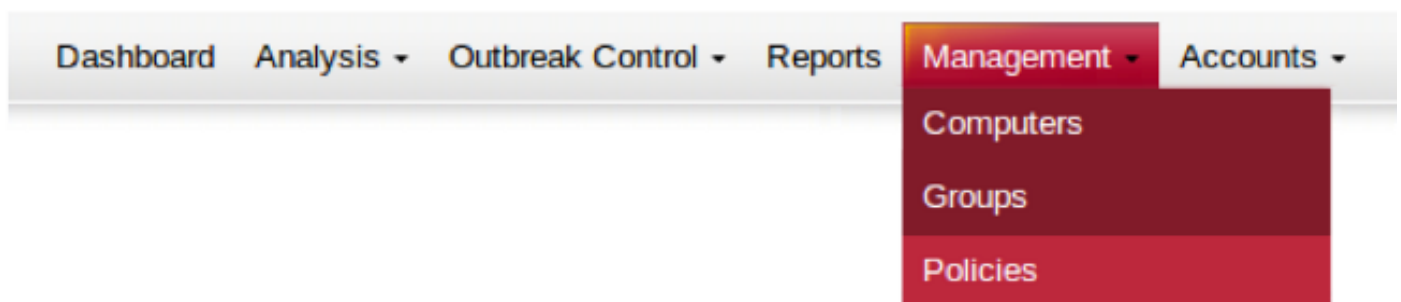 Dashboard Analysis Outbreak Control Reports Management Accounts
Computers
Groups
Policies